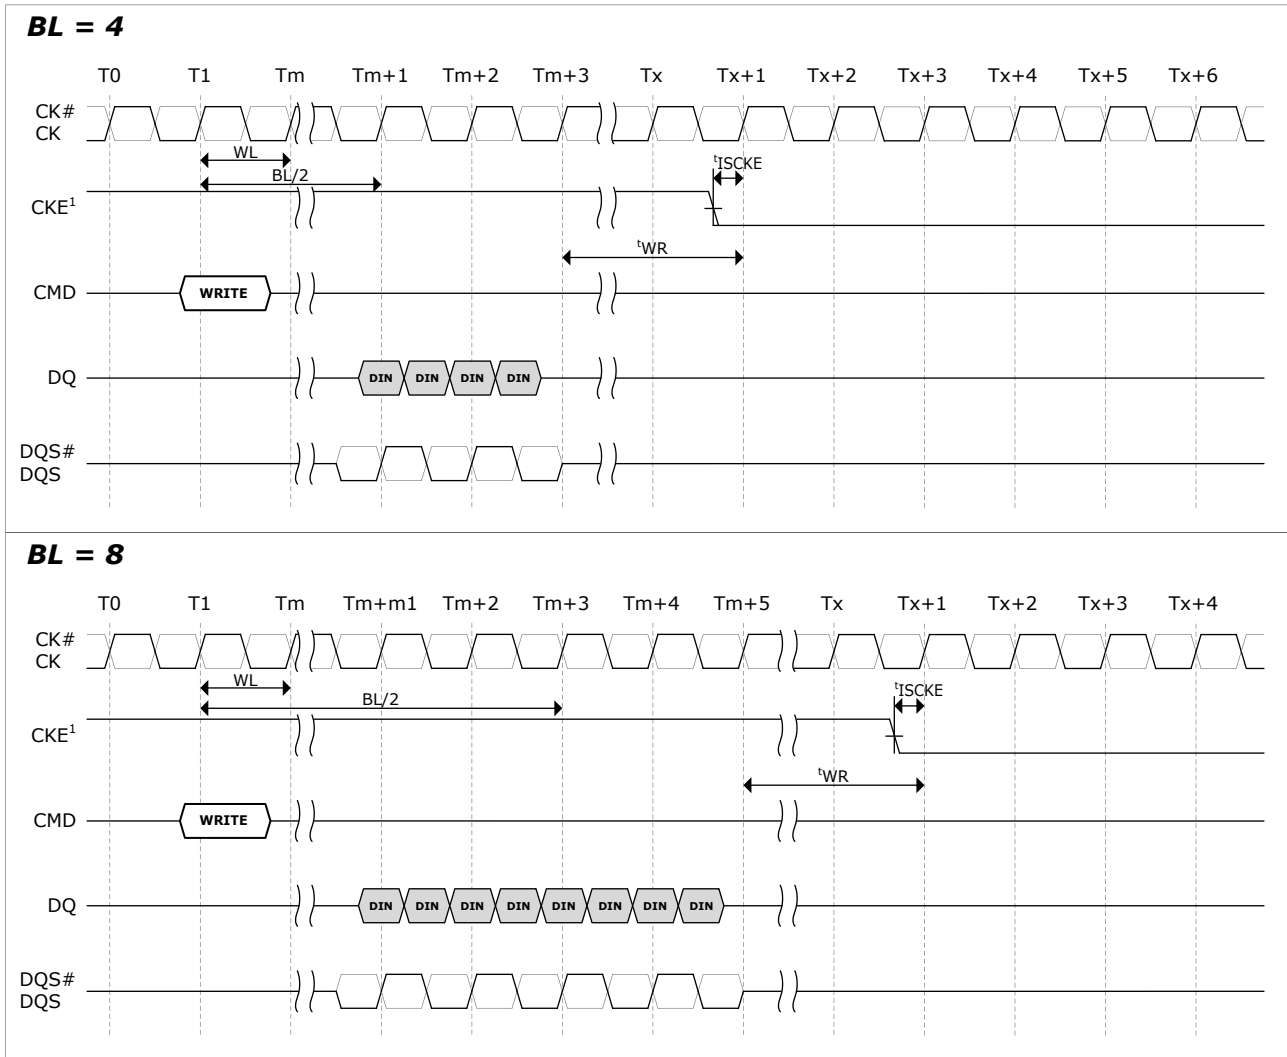 BL = 4
T0 T1 Tm Tm+1 Tm+2 Tm+3 Tx Tx+1 Tx+2 Tx+3 Tx+4 Tx+5 Tx+6
CK#
CK
WL
tISCKE
BL/2
CKE1
tWR
CMD WRITE
DQ DIN DIN DIN DIN
DQS#
DQS
BL = 8
T0 T1 Tm Tm+m1 Tm+2 Tm+3 Tm+4 Tm+5 Tx Tx+1 Tx+2 Tx+3 Tx+4
CK#
CK
WL
tISCKE
BL/2
CKE1
tWR
CMD WRITE
DQ DIN DIN DIN DIN DIN DIN DIN DIN
DQS#
DQS